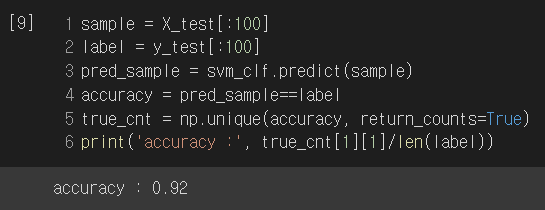 [9] 1 sample = X_test[:100]
2 label = y_test[:100]
3 pred_sample = svm_clf.predict(sample)
4 accuracy = pred_sample==label
5 true_cnt = np.unique(accuracy, return_counts=True)
6 print('accuracy :', true_cnt[1][1]/len(label))
accuracy : 0.92